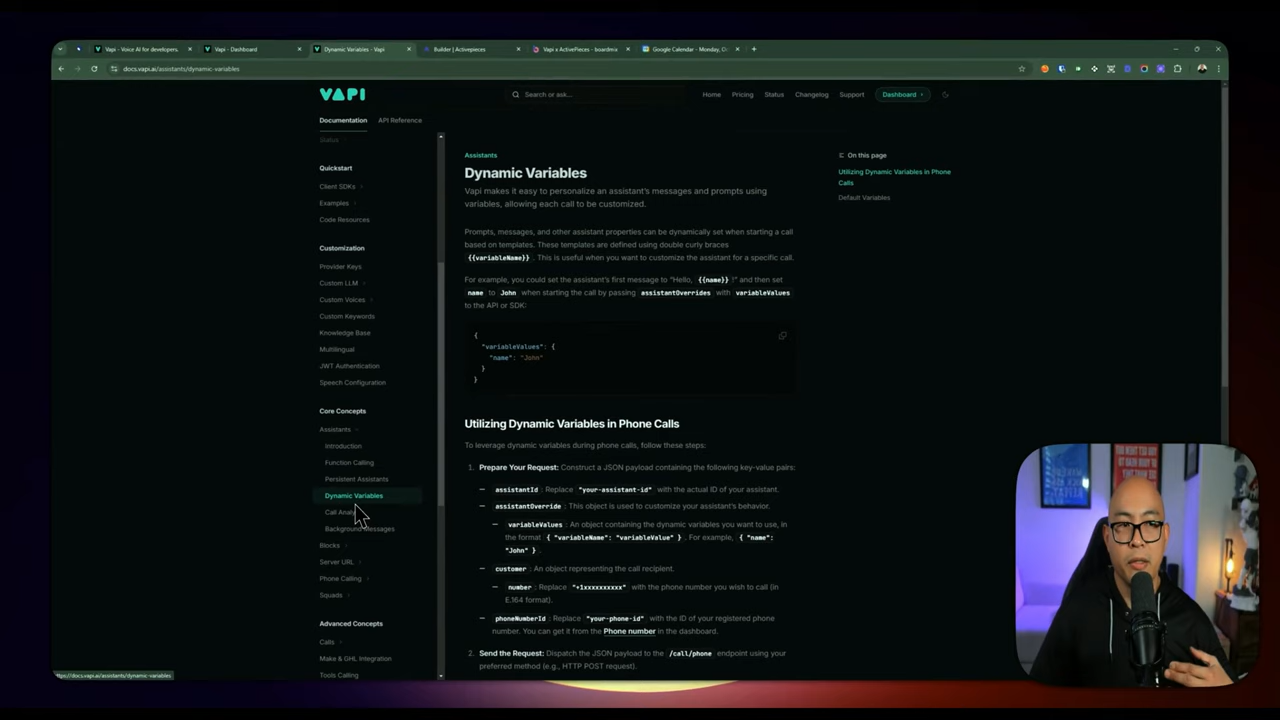 Vapi - Voice AI for developers.
Vapi - Dashboard
Dynamic Variables - Vapi
Builder | Activepieces
Vapi x ActivePieces - boardmix
Google Calendar - Monday, O
docs.vapi.ai/assistants/dynamic-variables
VAPI
Search or ask...
Home
Pricing
Status
Changelog
Support
Dashboard
Documentation
API Reference
Status
Quickstart
Client SDKs
Examples
Code Resources
Customization
Provider Keys
Custom LLM
Custom Voices
Custom Keywords
Knowledge Base
Multilingual
JWT Authentication
Speech Configuration
Core Concepts
Assistants
Introduction
Function Calling
Persistent Assistants
Dynamic Variables
Call Analy
Background Messages
Blocks
Server URL
Phone Calling
Squads
Advanced Concepts
Calls
Make & GHL Integration
Tools Calling
Assistants
Dynamic Variables
Vapi makes it easy to personalize an assistant's messages and prompts using
variables, allowing each call to be customized.
Prompts, messages, and other assistant properties can be dynamically set when starting a call
based on templates. These templates are defined using double curly braces
{{variableName}} . This is useful when you want to customize the assistant for a specific call.
For example, you could set the assistant's first message to "Hello, {{name}} !" and then set
name to John when starting the call by passing assistantOverrides with variableValues
to the API or SDK:
{
"variableValues": {
"name": "John"
}
}
Utilizing Dynamic Variables in Phone Calls
To leverage dynamic variables during phone calls, follow these steps:
1. Prepare Your Request: Construct a JSON payload containing the following key-value pairs:
– assistantId : Replace "your-assistant-id" with the actual ID of your assistant.
– assistantOverride : This object is used to customize your assistant's behavior.
– variableValues : An object containing the dynamic variables you want to use, in
the format { "variableName": "variableValue" } . For example, { "name":
"John" } .
– customer : An object representing the call recipient.
– number : Replace "+1xxxxxxxxxx" with the phone number you wish to call (in
E.164 format).
– phoneNumberId : Replace "your-phone-id" with the ID of your registered phone
number. You can get it from the Phone number in the dashboard.
2. Send the Request: Dispatch the JSON payload to the /call/phone endpoint using your
preferred method (e.g., HTTP POST request).
On this page
Utilizing Dynamic Variables in Phone
Calls
Default Variables
https://docs.vapi.ai/assistants/dynamic-variables